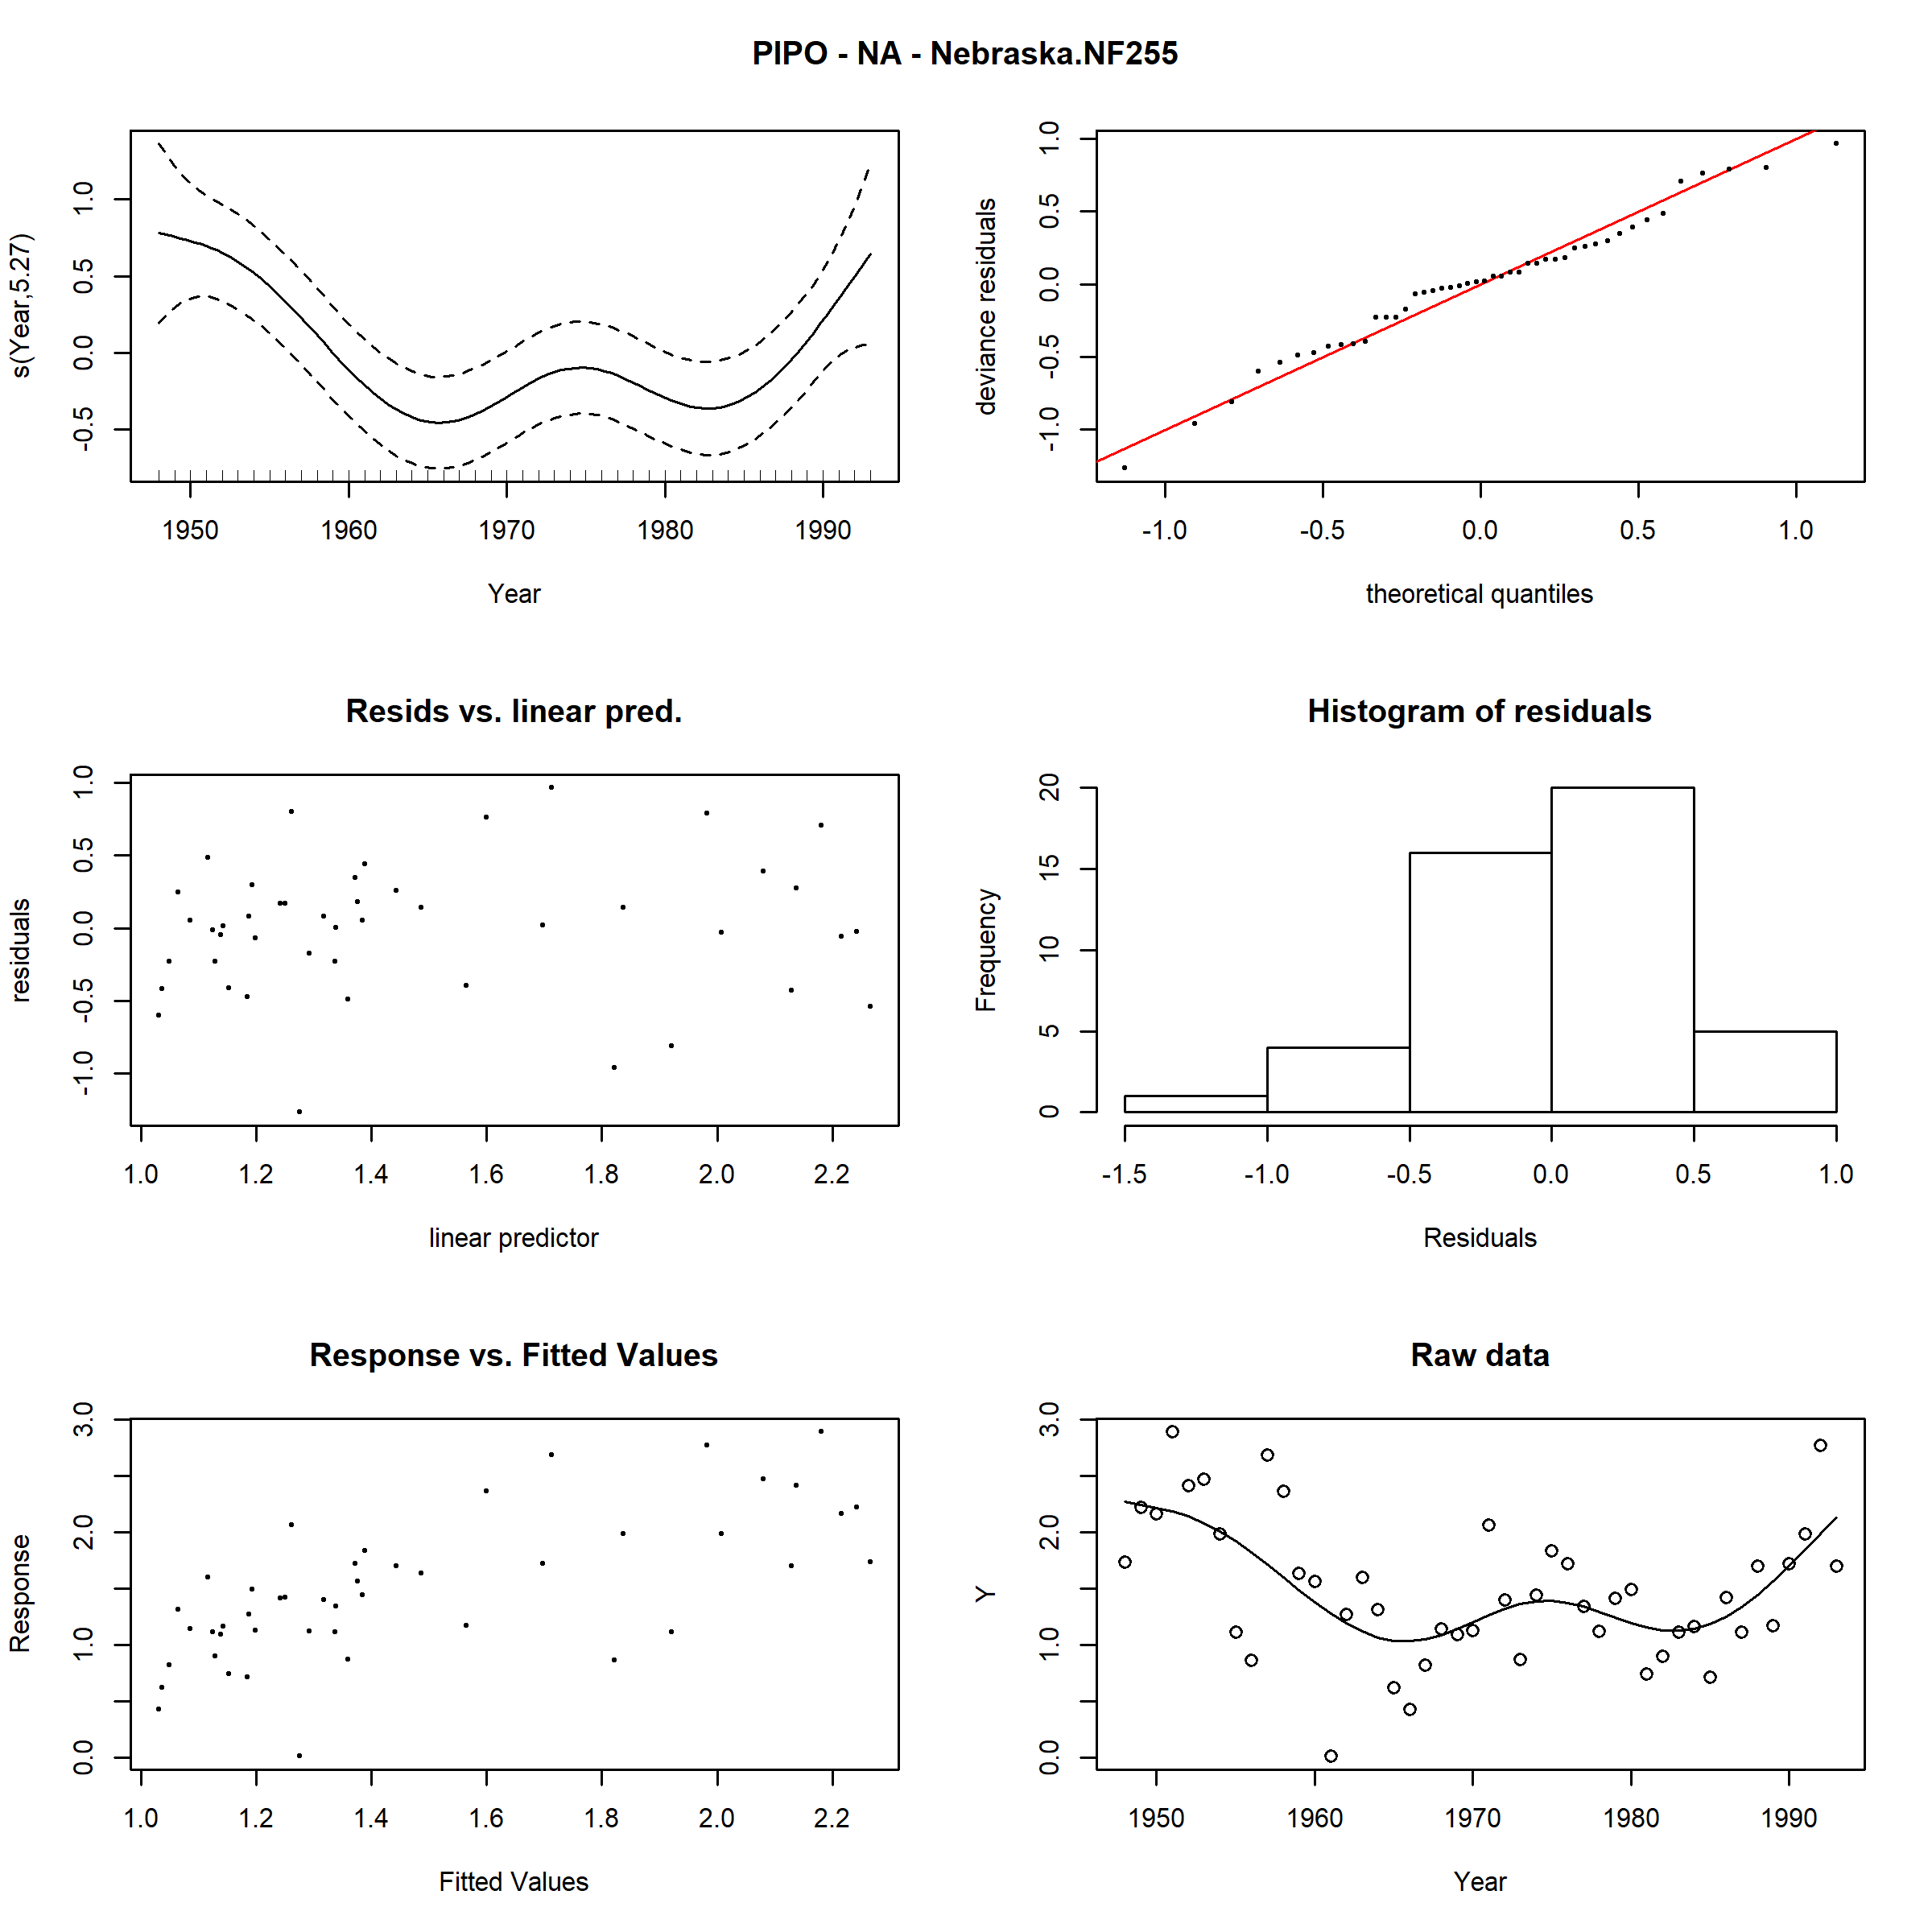 PIPO - NA - Nebraska.NF255
s(Year,5.27)
-0.5 0.0 0.5 1.0
1950 1960 1970 1980 1990
Year
deviance residuals
-1.0 -0.5 0.0 0.5 1.0
-1.0 -0.5 0.0 0.5 1.0
theoretical quantiles
Resids vs. linear pred.
residuals
-1.0 -0.5 0.0 0.5 1.0
1.0 1.2 1.4 1.6 1.8 2.0 2.2
linear predictor
Histogram of residuals
Frequency
0 5 10 15 20
-1.5 -1.0 -0.5 0.0 0.5 1.0
Residuals
Response vs. Fitted Values
Response
0.0 1.0 2.0 3.0
1.0 1.2 1.4 1.6 1.8 2.0 2.2
Fitted Values
Raw data
Y
0.0 1.0 2.0 3.0
1950 1960 1970 1980 1990
Year